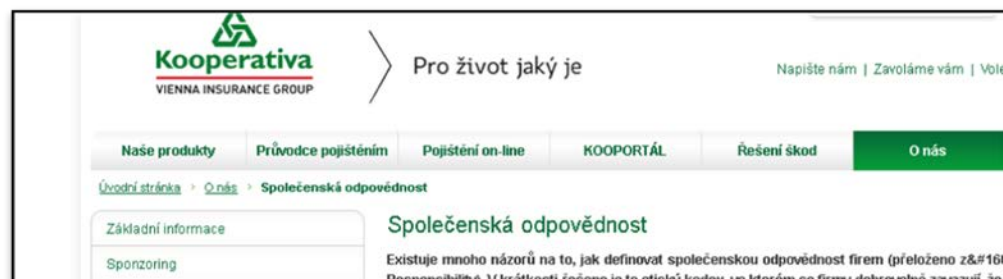 Kooperativa
VIENNA INSURANCE GROUP
Pro život jaký je
Napište nám | Zavoláme vám |
Naše produkty Průvodce pojištěním Pojištění on-line KOOPORTÁL Řešení škod O nás
Úvodní stránka > O nás > Společenská odpovědnost
Základní informace
Sponzoring
Společenská odpovědnost
Existuje mnoho názorů na to, jak definovat společenskou odpovědnost firem (přeloženo